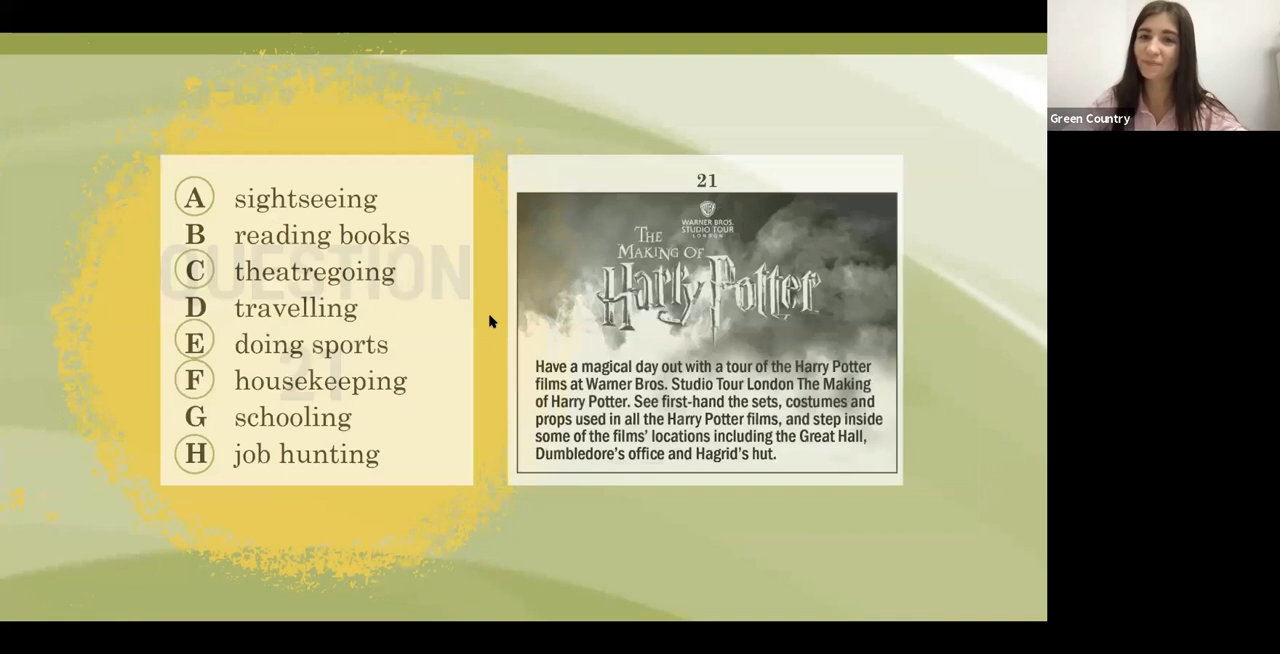 A sightseeing
B reading books
C theatregoing
D travelling
E doing sports
F housekeeping
G schooling
H job hunting
QUESTION
21
21
WARNER BROS.
STUDIO TOUR
LONDON
THE
MAKING OF
Harry Potter
Have a magical day out with a tour of the Harry Potter
films at Warner Bros. Studio Tour London The Making
of Harry Potter. See first-hand the sets, costumes and
props used in all the Harry Potter films, and step inside
some of the films' locations including the Great Hall,
Dumbledore's office and Hagrid's hut.
Green Country